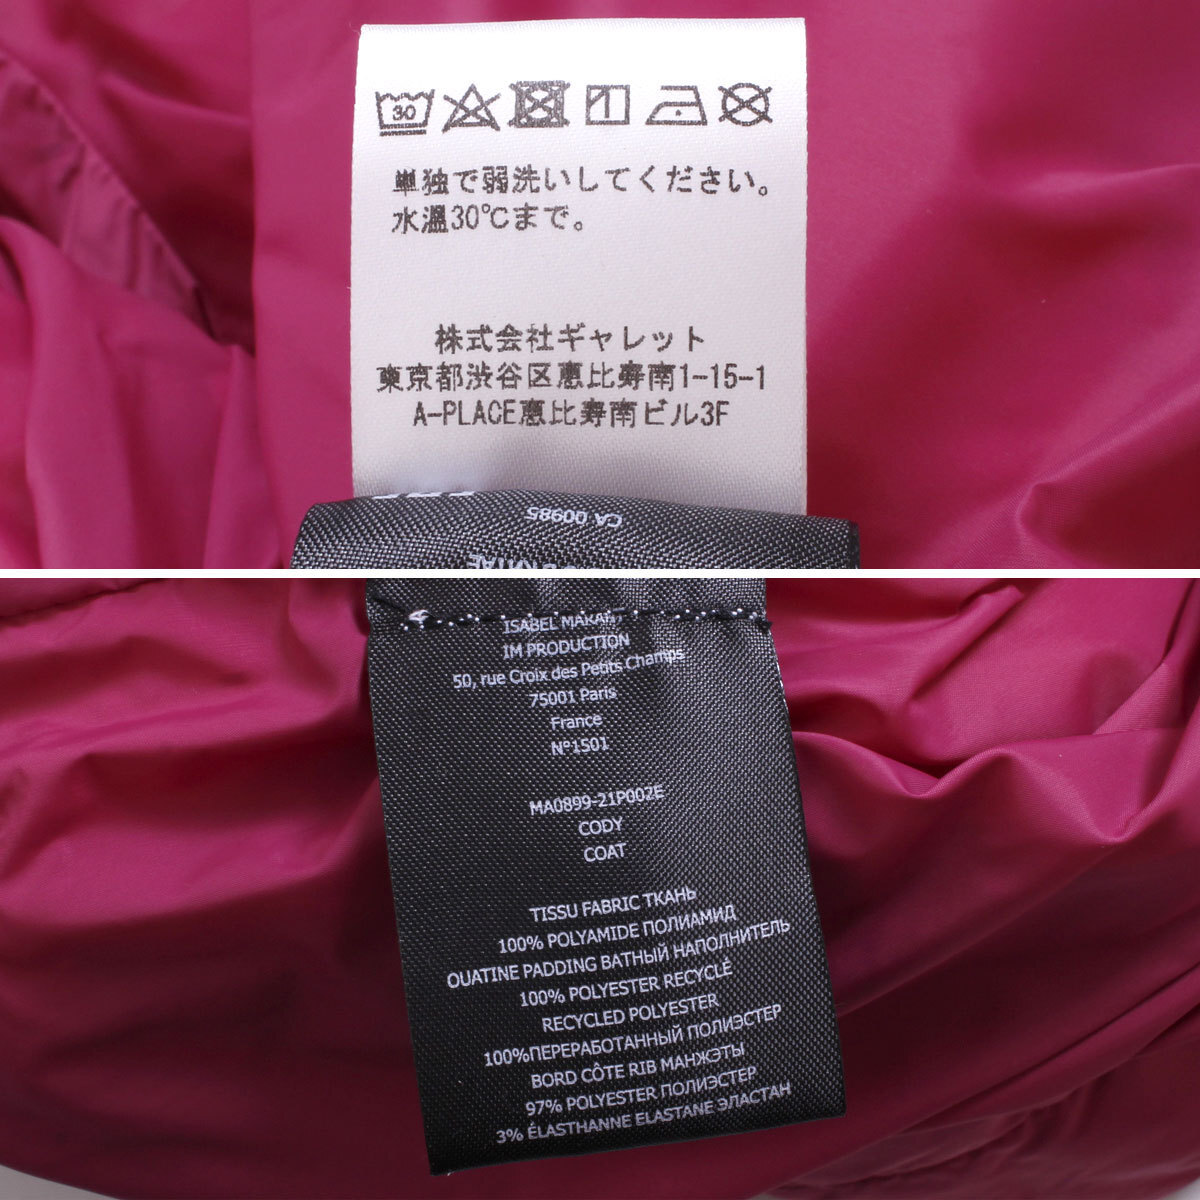 30
単独で弱洗いしてください。
水温30℃まで。
株式会社ギャレット
東京都渋谷区恵比寿南1-15-1
A-PLACE恵比寿南ビル3F
CA 00985
ISABEL MARANT
IM PRODUCTION
50, rue Croix des Petits Champs
75001 Paris
France
N°1501
MA0899-21P002E
CODY
COAT
TISSU FABRIC ТКАНЬ
100% POLYAMIDE ПОЛИАМИД
OUATINE PADDING ВАТНЫЙ НАПОЛНИТЕЛЬ
100% POLYESTER RECYCLÉ
RECYCLED POLYESTER
100%ПЕРЕРАБОТАННЫЙ ПОЛИЭСТЕР
BORD CÔTE RIB МАНЖЭТЫ
97% POLYESTER ПОЛИЭСТЕР
3% ÉLASTHANNE ELASTANE ЭЛАСТАН